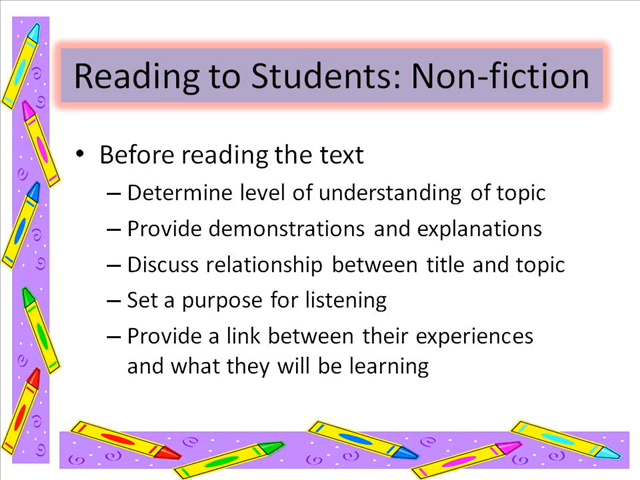 Reading to Students: Non-fiction
• Before reading the text
– Determine level of understanding of topic
– Provide demonstrations and explanations
– Discuss relationship between title and topic
– Set a purpose for listening
– Provide a link between their experiences
and what they will be learning